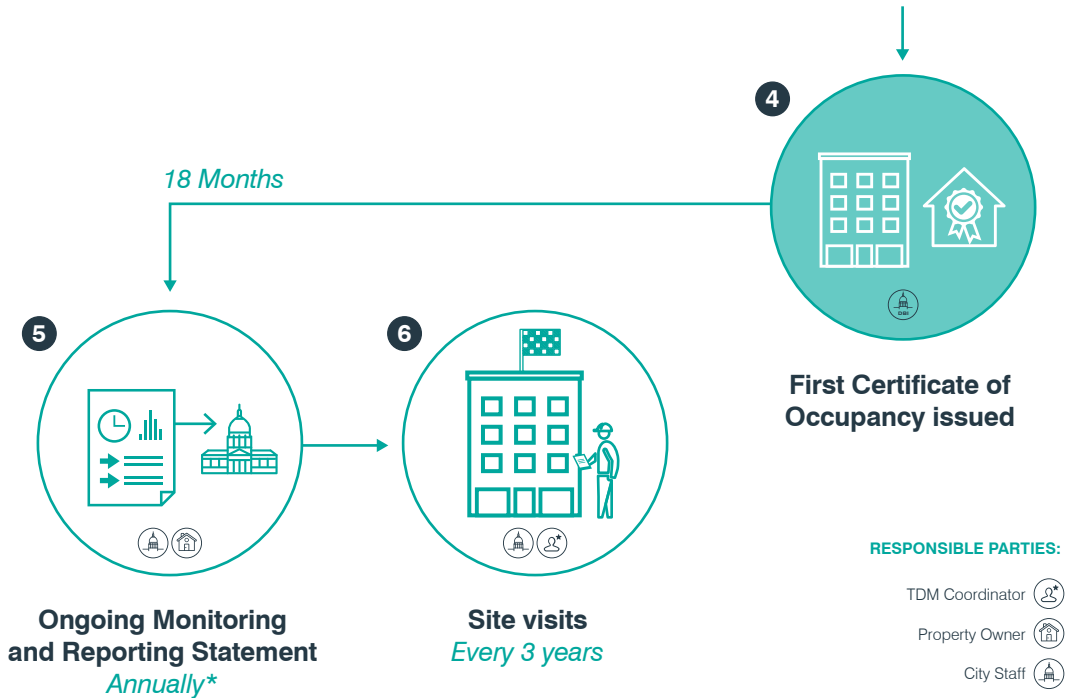 4
DBI
First Certificate of
Occupancy issued
18 Months
5
Ongoing Monitoring
and Reporting Statement
Annually*
6
Site visits
Every 3 years
RESPONSIBLE PARTIES:
TDM Coordinator
Property Owner
City Staff